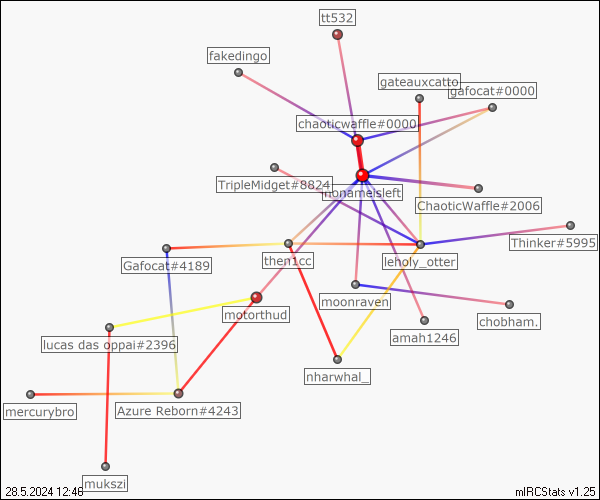 tt532
fakedingo
gateauxcatto
gafocat#0000
chaoticwaffle#0000
TripleMidget#8824
nonameisleft
ChaoticWaffle#2006
Thinker#5995
Gafocat#4189
then1cc
leholy_otter
moonraven
motorthud
chobham.
amah1246
lucas das oppai#2396
nharwhal_
mercurybro
Azure Reborn#4243
mukszi
28.5.2024 12:46
mIRCStats v1.25